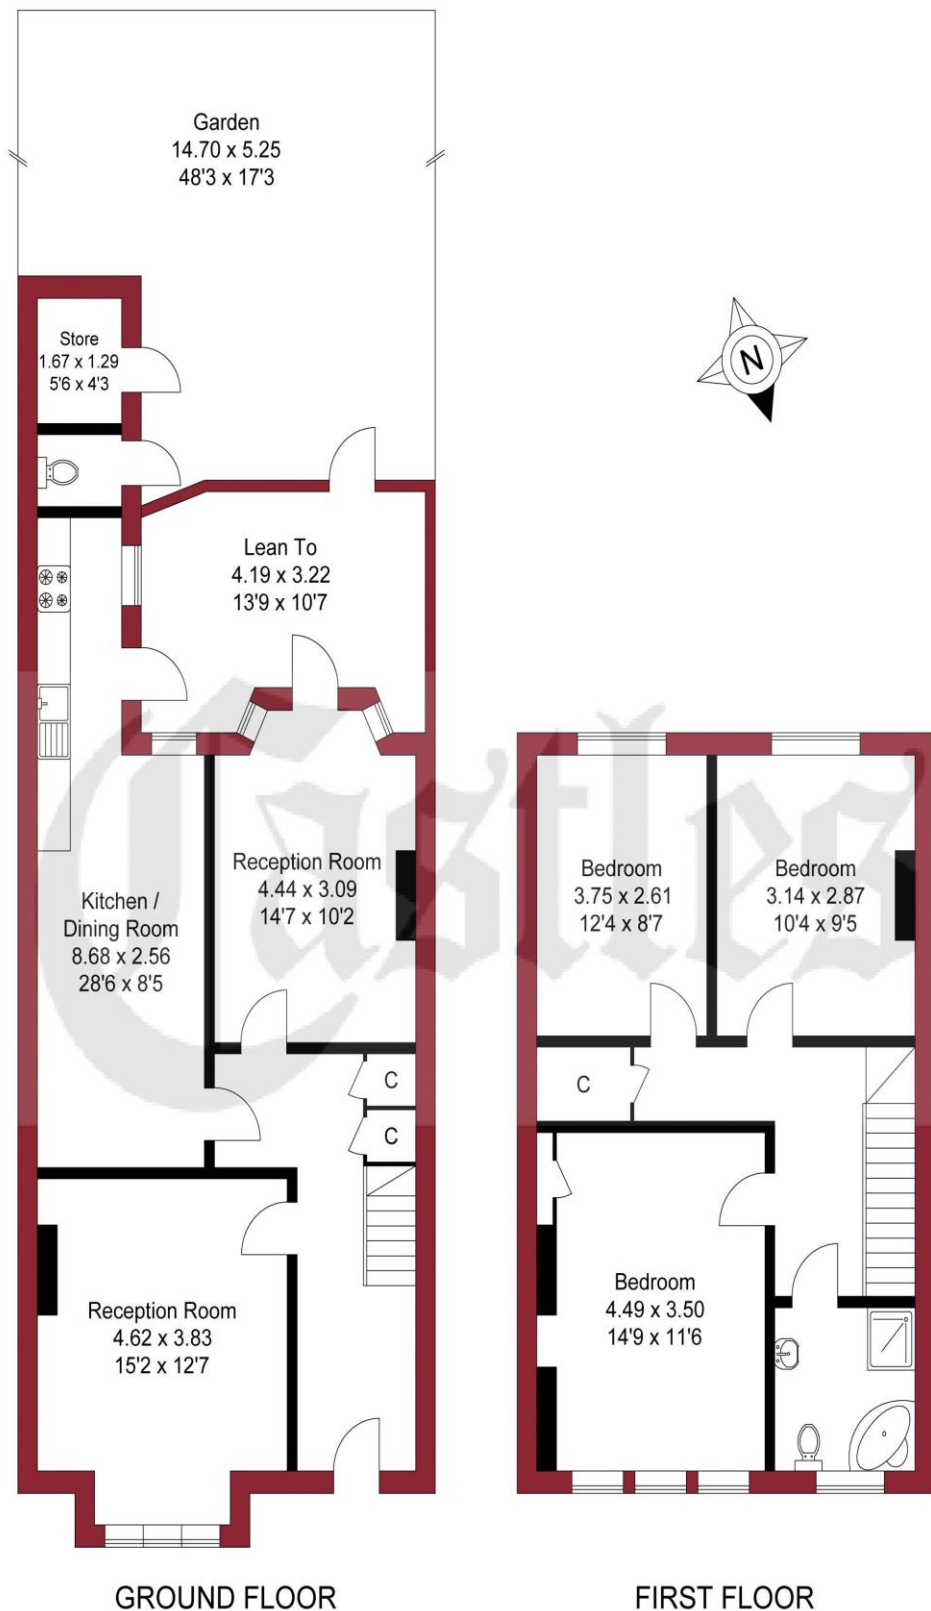 Garden
14.70 x 5.25
48'3 x 17'3
Store
1.67 x 1.29
5'6 x 4'3
N
Lean To
4.19 x 3.22
13'9 x 10'7
Castles
Reception Room
4.44 x 3.09
14'7 x 10'2
Kitchen /
Dining Room
8.68 x 2.56
28'6 x 8'5
C
C
Reception Room
4.62 x 3.83
15'2 x 12'7
GROUND FLOOR
Bedroom
3.75 x 2.61
12'4 x 8'7
Bedroom
3.14 x 2.87
10'4 x 9'5
C
Bedroom
4.49 x 3.50
14'9 x 11'6
FIRST FLOOR